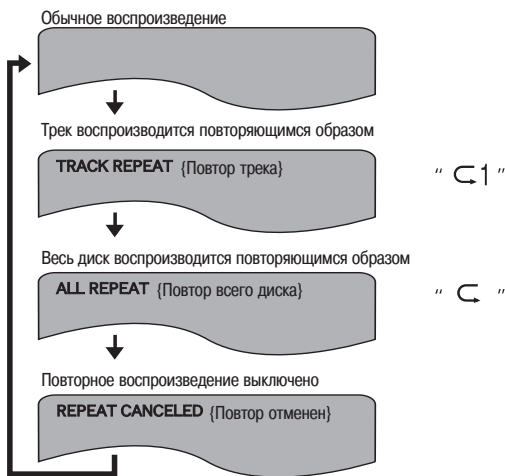 Обычное воспроизведение
Трек воспроизводится повторяющимся образом
TRACK REPEAT {Повтор трека}
" ⊂1 "
Весь диск воспроизводится повторяющимся образом
ALL REPEAT {Повтор всего диска}
" ⊂ "
Повторное воспроизведение выключено
REPEAT CANCELED {Повтор отменен}